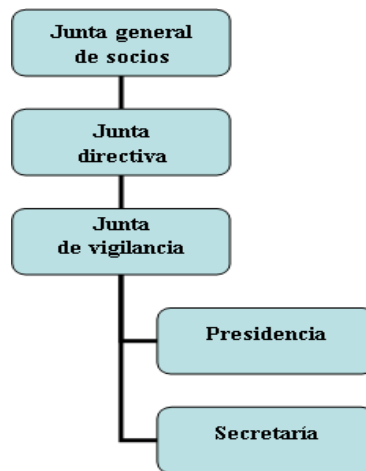 Junta general
de socios
Junta
directiva
Junta
de vigilancia
Presidencia
Secretaría